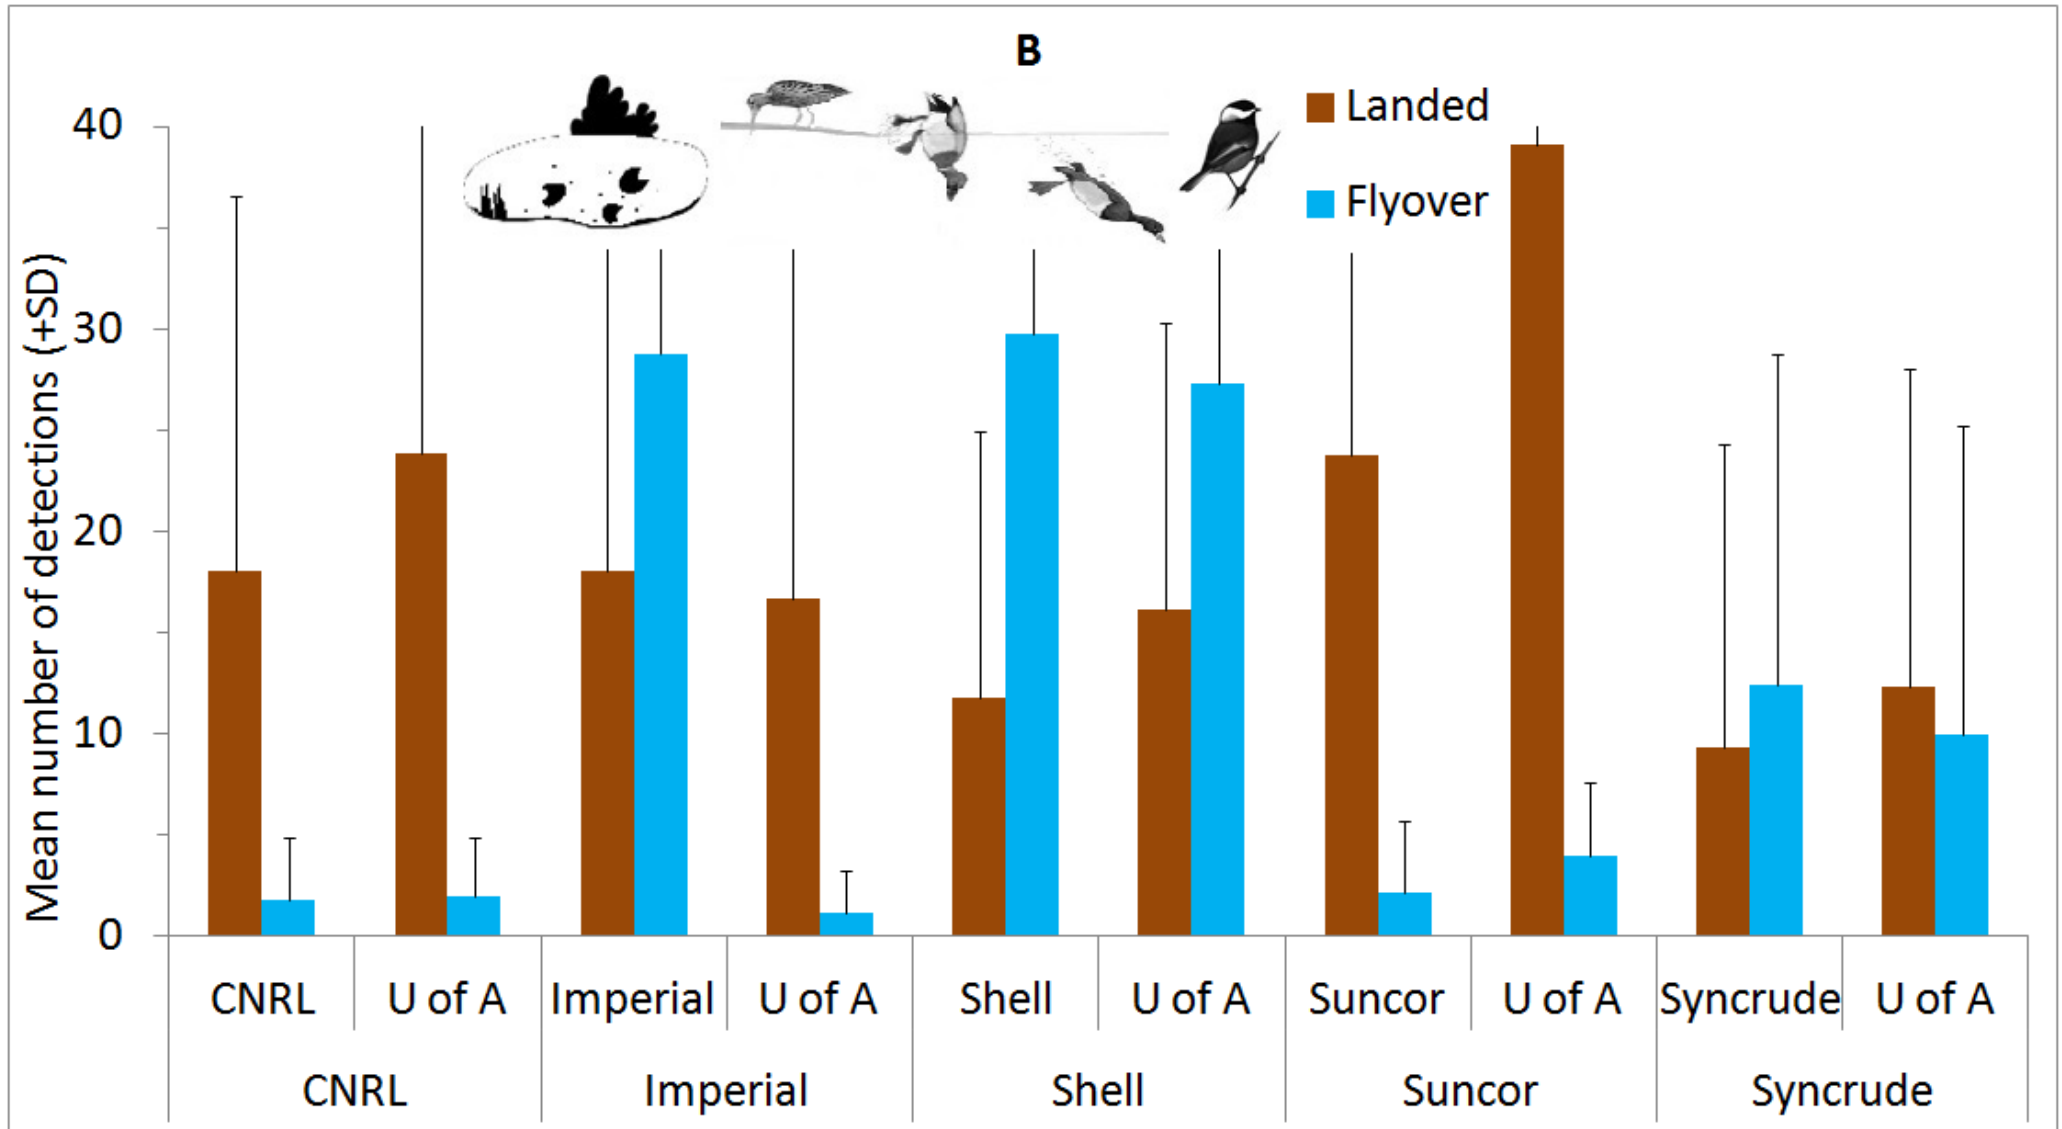 B
Landed
Flyover
Mean number of detections (+SD)
40
30
20
10
0
CNRL U of A Imperial U of A Shell U of A Suncor U of A Syncrude U of A
CNRL Imperial Shell Suncor Syncrude